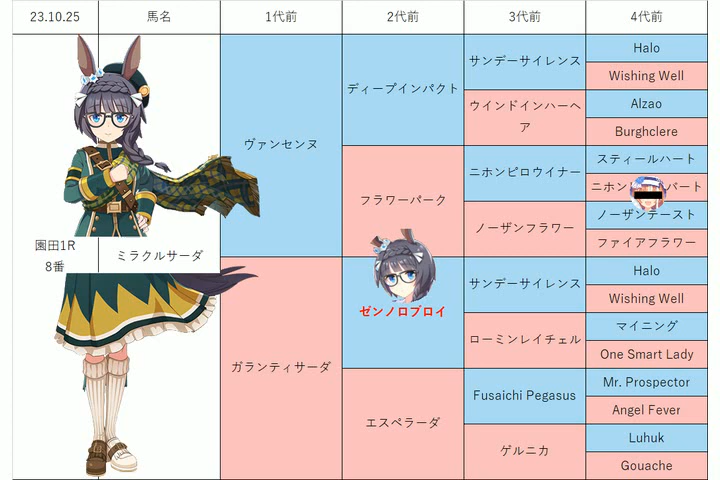 23.10.25
馬名
1代前
2代前
3代前
4代前
園田1R
8番
ミラクルサーダ
ヴァンセンヌ
ガランティサーダ
ディープインパクト
フラワーパーク
ゼンノロブロイ
エスペラーダ
サンデーサイレンス
ウインドインハーヘ
ア
ニホンピロウイナー
ノーザンフラワー
サンデーサイレンス
ローミンレイチェル
Fusaichi Pegasus
ゲルニカ
Halo
Wishing Well
Alzao
Burghclere
スティールハート
ニホン
バート
ノーザンテースト
ファイアフラワー
Halo
Wishing Well
マイニング
One Smart Lady
Mr. Prospector
Angel Fever
Luhuk
Gouache